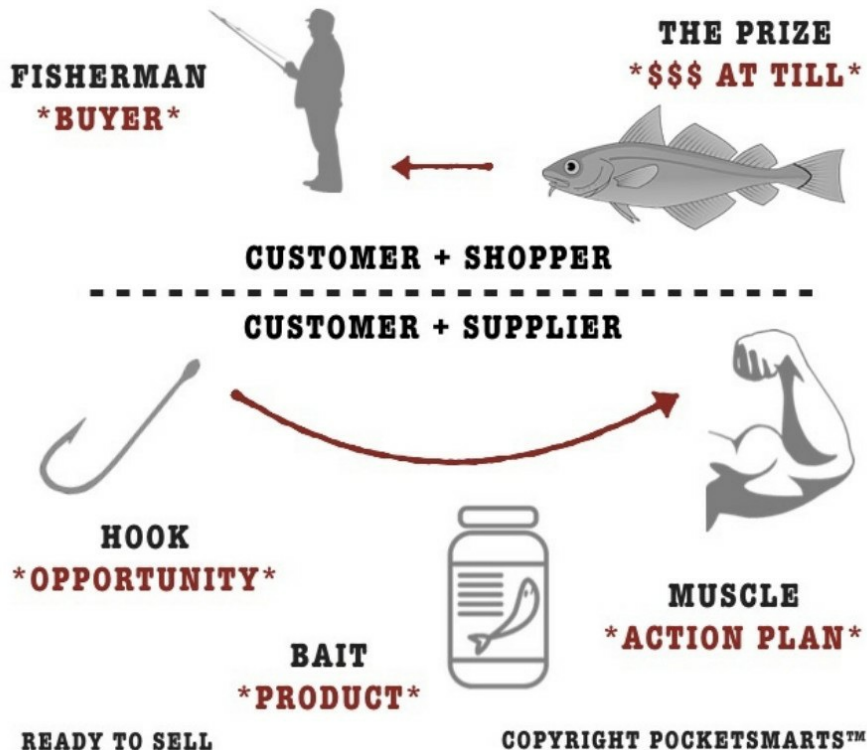 THE PRIZE
*$$$ AT TILL*
FISHERMAN
*BUYER*
CUSTOMER + SHOPPER
CUSTOMER + SUPPLIER
HOOK
*OPPORTUNITY*
MUSCLE
*ACTION PLAN*
BAIT
*PRODUCT*
READY TO SELL
COPYRIGHT POCKETSMARTS™